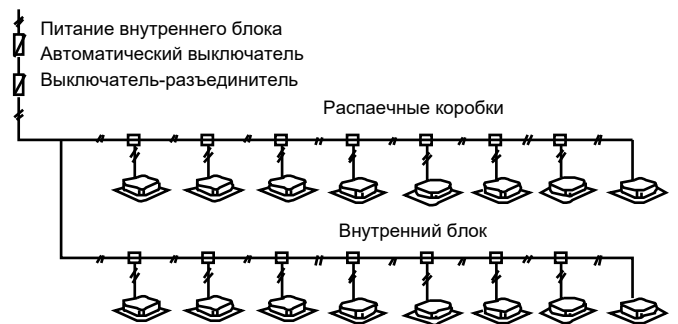 Питание внутреннего блока
Автоматический выключатель
Выключатель-разъединитель
Распаечные коробки
Внутренний блок